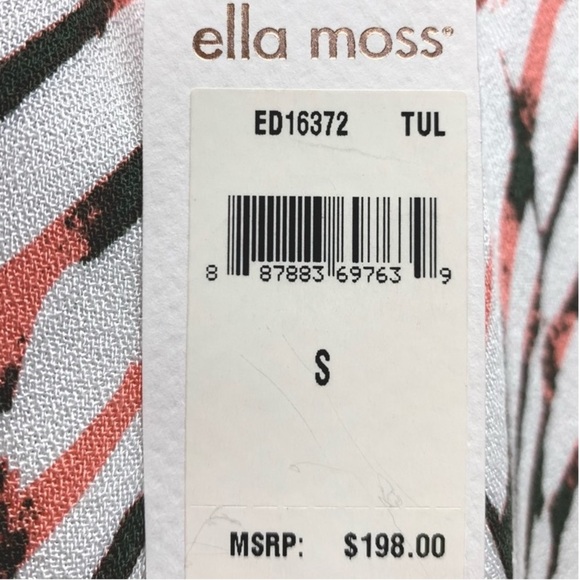 ella moss®
ED16372 TUL
8 87883 69763 9
S
MSRP: $198.00